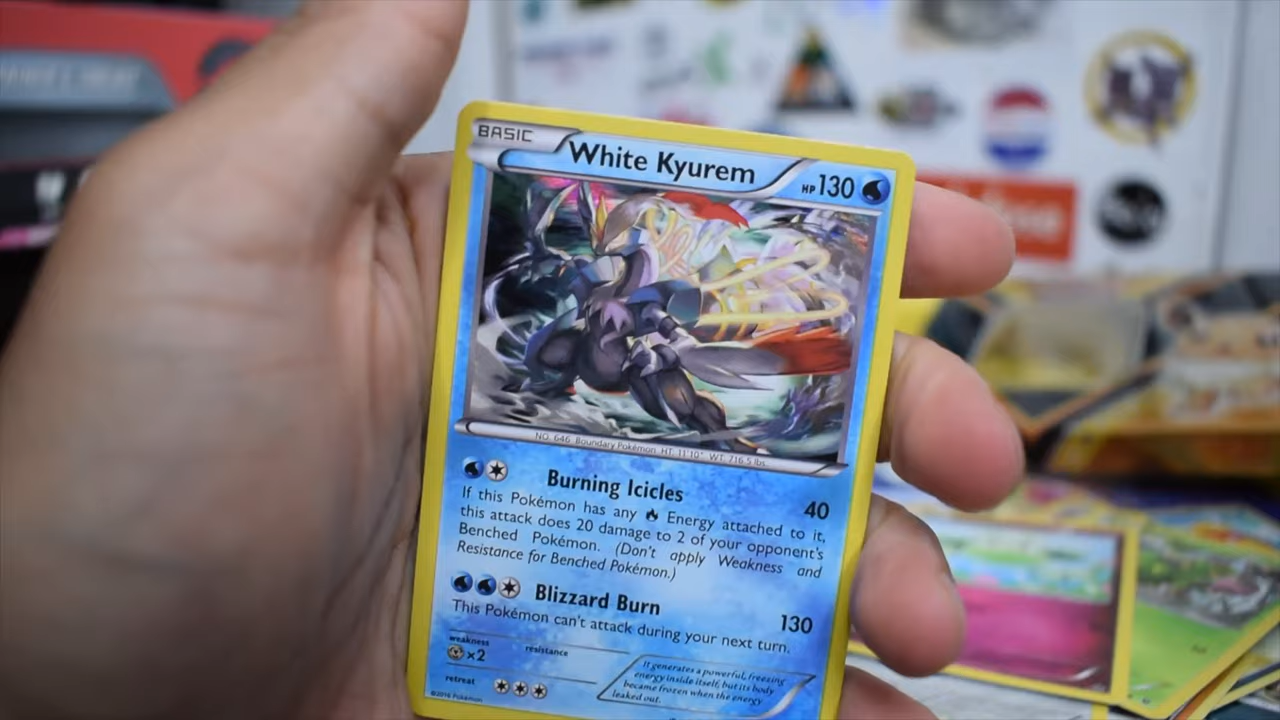 BASIC
White Kyurem
HP 130
NO. 646 Boundary Pokémon HT: 11'10" WT: 716.5 lbs.
Burning Icicles 40
If this Pokémon has any Energy attached to it,
this attack does 20 damage to 2 of your opponent's
Benched Pokémon. (Don't apply Weakness and
Resistance for Benched Pokémon.)
Blizzard Burn 130
This Pokémon can't attack during your next turn.
weakness
×2
resistance
retreat
It generates a powerful, freezing
energy inside itself, but its body
became frozen when the energy
leaked out.
©2016 Pokémon